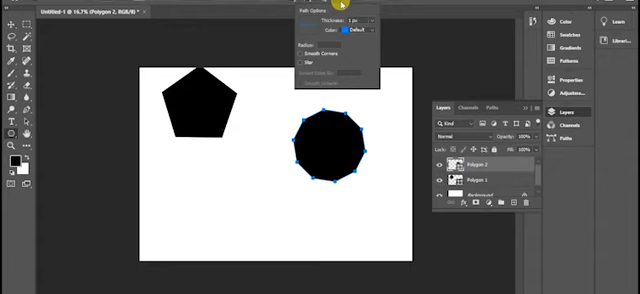 Untitled-1 @ 16.7% (Polygon 2, RGB/8) *
Path Options
Thickness: 1 px
Color: Default
Radius:
Smooth Corners
Star
Layers Channels Paths
Kind
Normal Opacity: 100%
Lock: Fill: 100%
Polygon 2
Polygon 1
Background
Color
Swatches
Gradients
Patterns
Properties
Adjustme...
Layers
Channels
Paths
Learn
Librari...